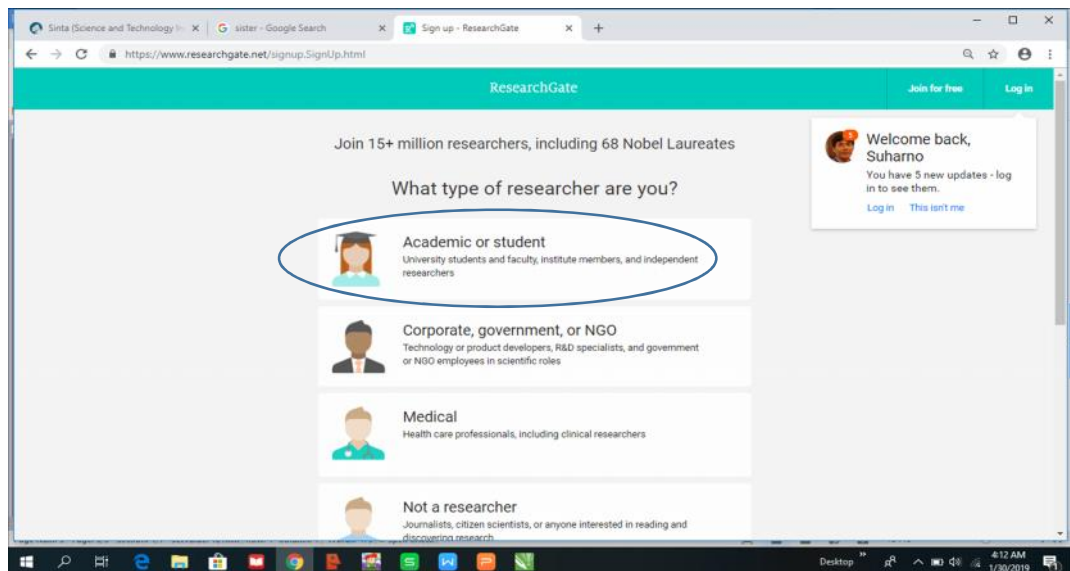 Sinta (Science and Technology In
sister - Google Search
Sign up - ResearchGate
https://www.researchgate.net/signup.SignUp.html
ResearchGate
Join for free
Log in
Join 15+ million researchers, including 68 Nobel Laureates
What type of researcher are you?
Welcome back,
Suharno
You have 5 new updates - log
in to see them.
Log in This isn't me
5
Academic or student
University students and faculty, institute members, and independent
researchers
Corporate, government, or NGO
Technology or product developers, R&D specialists, and government
or NGO employees in scientific roles
Medical
Health care professionals, including clinical researchers
Not a researcher
Journalists, citizen scientists, or anyone interested in reading and
discovering research
Desktop
4:12 AM
1/30/2019